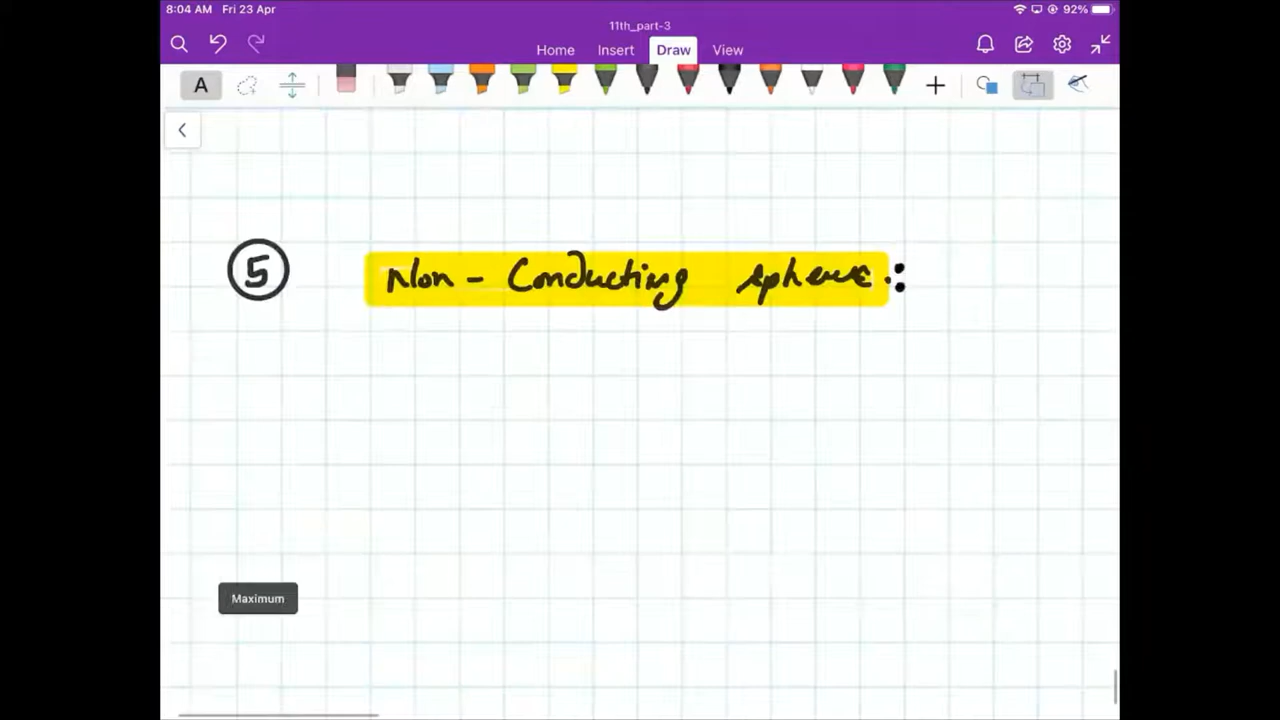 8:04 AM Fri 23 Apr 92%
11th_part-3
Home Insert Draw View
A
5 Non - Conducting sphere :
Maximum